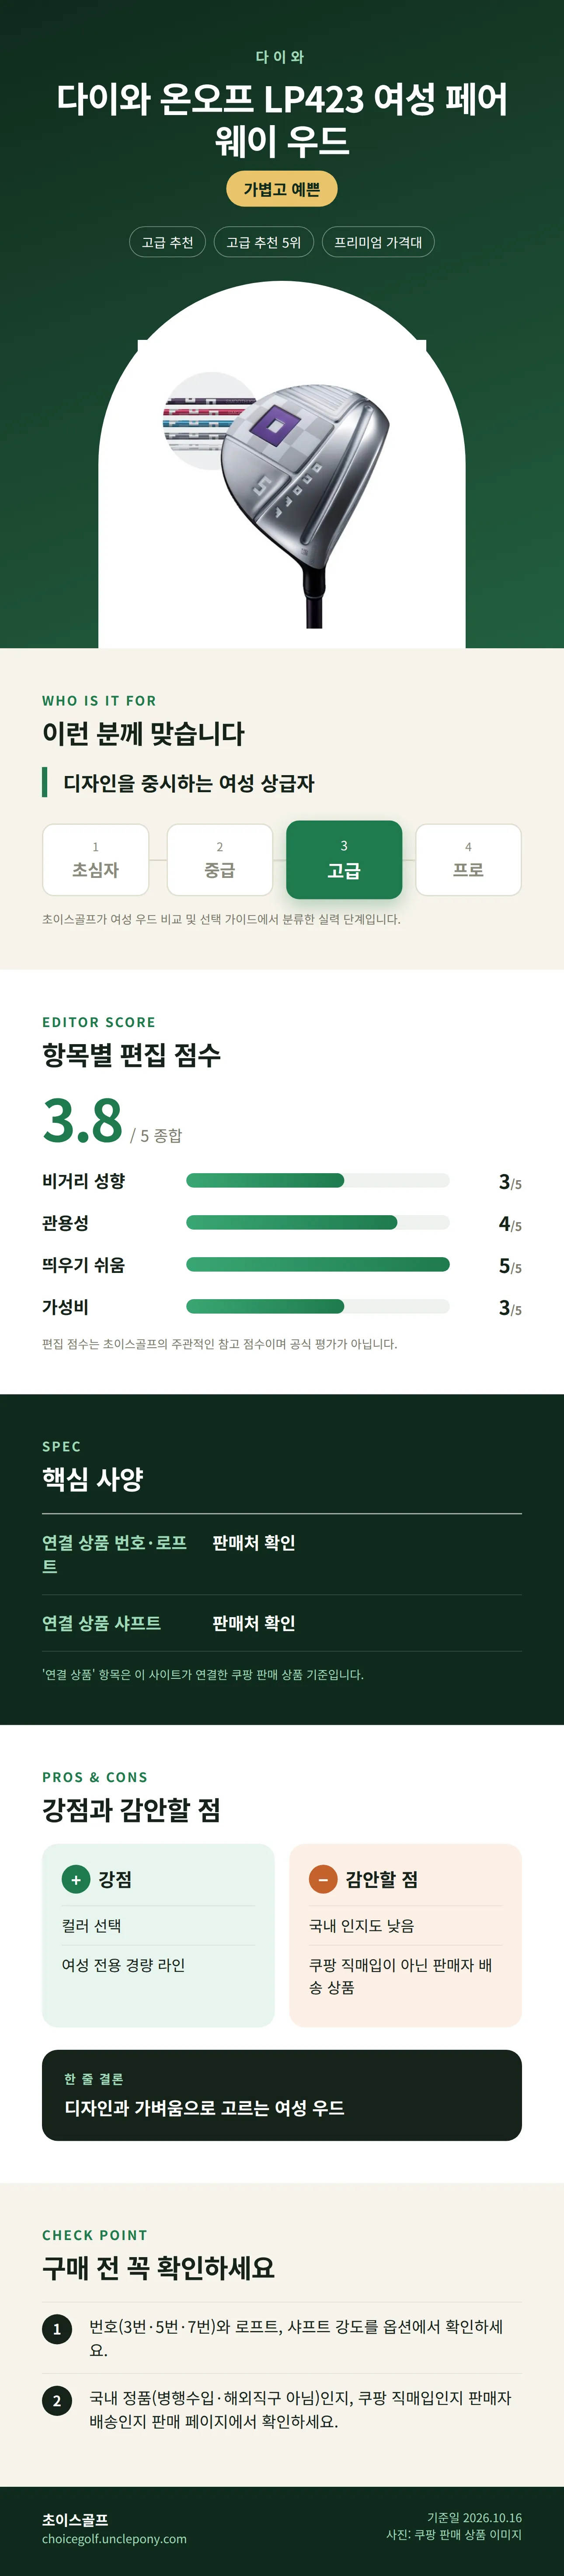 다이와
다이와 온오프 LP423 여성 페어
웨이 우드
가볍고 예쁜
고급 추천
고급 추천 5위
프리미엄 가격대
WHO IS IT FOR
이런 분께 맞습니다
디자인을 중시하는 여성 상급자
1
초심자
2
중급
3
고급
4
프로
초이스골프가 여성 우드 비교 및 선택 가이드에서 분류한 실력 단계입니다.
EDITOR SCORE
항목별 편집 점수
3.8 / 5 종합
비거리 성향 3/5
관용성 4/5
띄우기 쉬움 5/5
가성비 3/5
편집 점수는 초이스골프의 주관적인 참고 점수이며 공식 평가가 아닙니다.
SPEC
핵심 사양
연결 상품 번호·로프
트
판매처 확인
연결 상품 샤프트 판매처 확인
'연결 상품' 항목은 이 사이트가 연결한 쿠팡 판매 상품 기준입니다.
PROS & CONS
강점과 감안할 점
+ 강점
컬러 선택
여성 전용 경량 라인
− 감안할 점
국내 인지도 낮음
쿠팡 직매입이 아닌 판매자 배
송 상품
한 줄 결론
디자인과 가벼움으로 고르는 여성 우드
CHECK POINT
구매 전 꼭 확인하세요
1 번호(3번·5번·7번)와 로프트, 샤프트 강도를 옵션에서 확인하세
요.
2 국내 정품(병행수입·해외직구 아님)인지, 쿠팡 직매입인지 판매자
배송인지 판매 페이지에서 확인하세요.
초이스골프
choicegolf.unclepony.com
기준일 2026.10.16
사진: 쿠팡 판매 상품 이미지